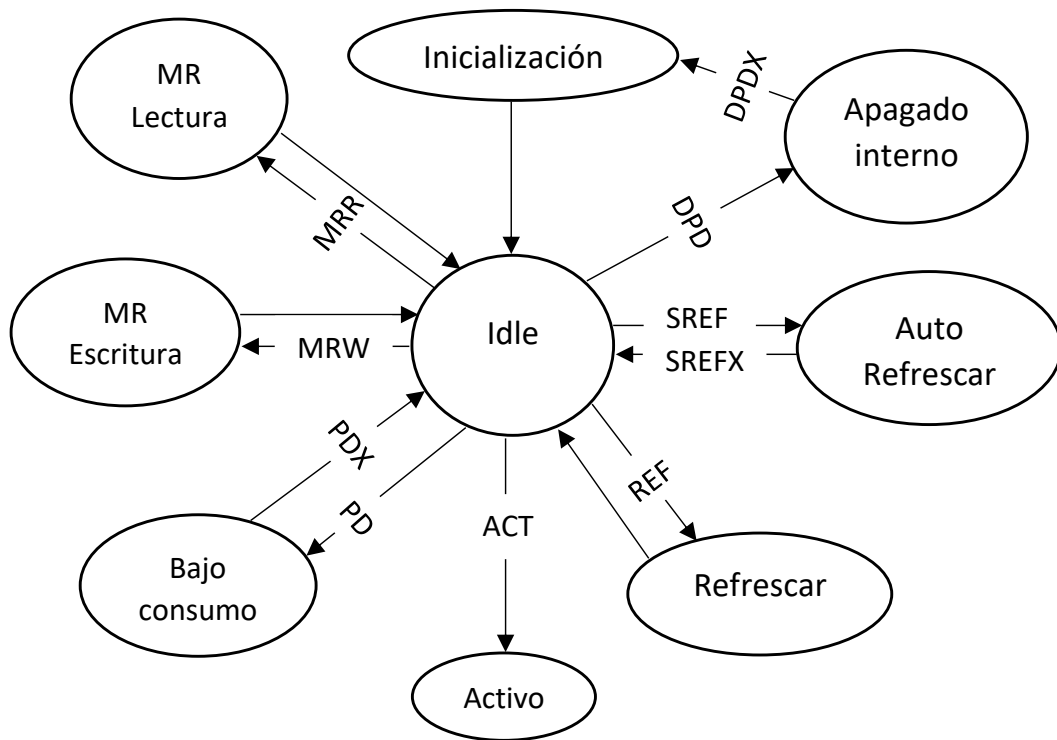 Inicialización
MR
Lectura
DPDX
Apagado
interno
MRR
DPD
MR
Escritura
MRW
Idle
SREF
SREFX
Auto
Refrescar
PDX
PD
ACT
REF
Bajo
consumo
Refrescar
Activo